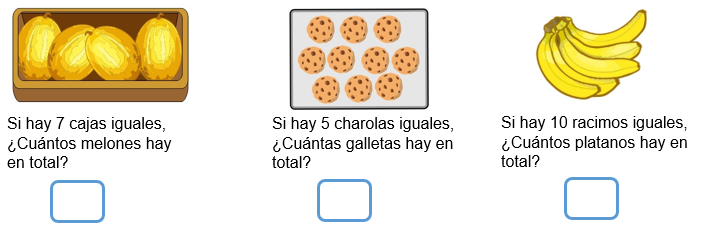 Si hay 7 cajas iguales,
¿Cuántos melones hay
en total?
Si hay 5 charolas iguales,
¿Cuántas galletas hay en
total?
Si hay 10 racimos iguales,
¿Cuántos platanos hay en
total?